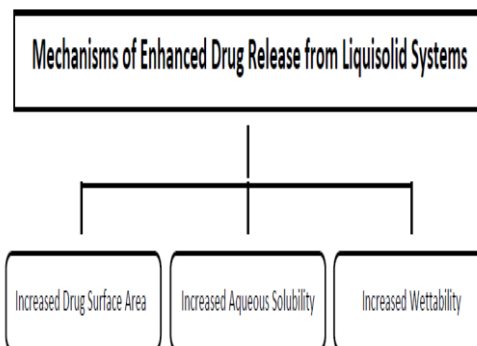 Mechanisms of Enhanced Drug Release from Liquisolid Systems
Increased Drug Surface Area
Increased Aqueous Solubility
Increased Wettability